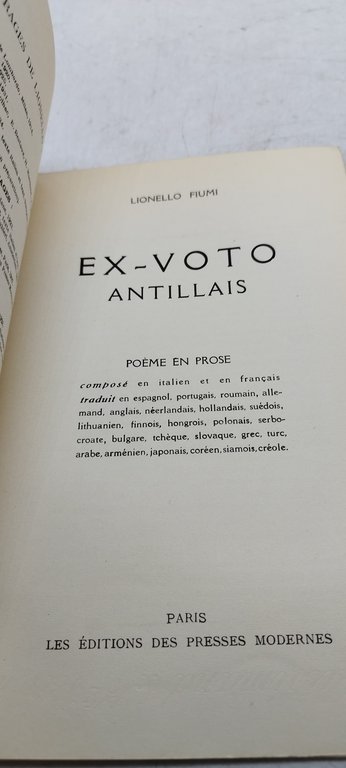 RAGES DE
LIONELLO FIUMI
EX-VOTO
ANTILLAIS
POÈME EN PROSE
composé en italien et en français
traduit en espagnol, portugais, roumain, alle-
mand, anglais, néerlandais, hollandais, suédois,
lithuanien, finnois, hongrois, polonais, serbo-
croate, bulgare, tchèque, slovaque, grec, turc,
arabe, arménien, japonais, coréen, siamois, créole.
PARIS
LES ÉDITIONS DES PRESSES MODERNES